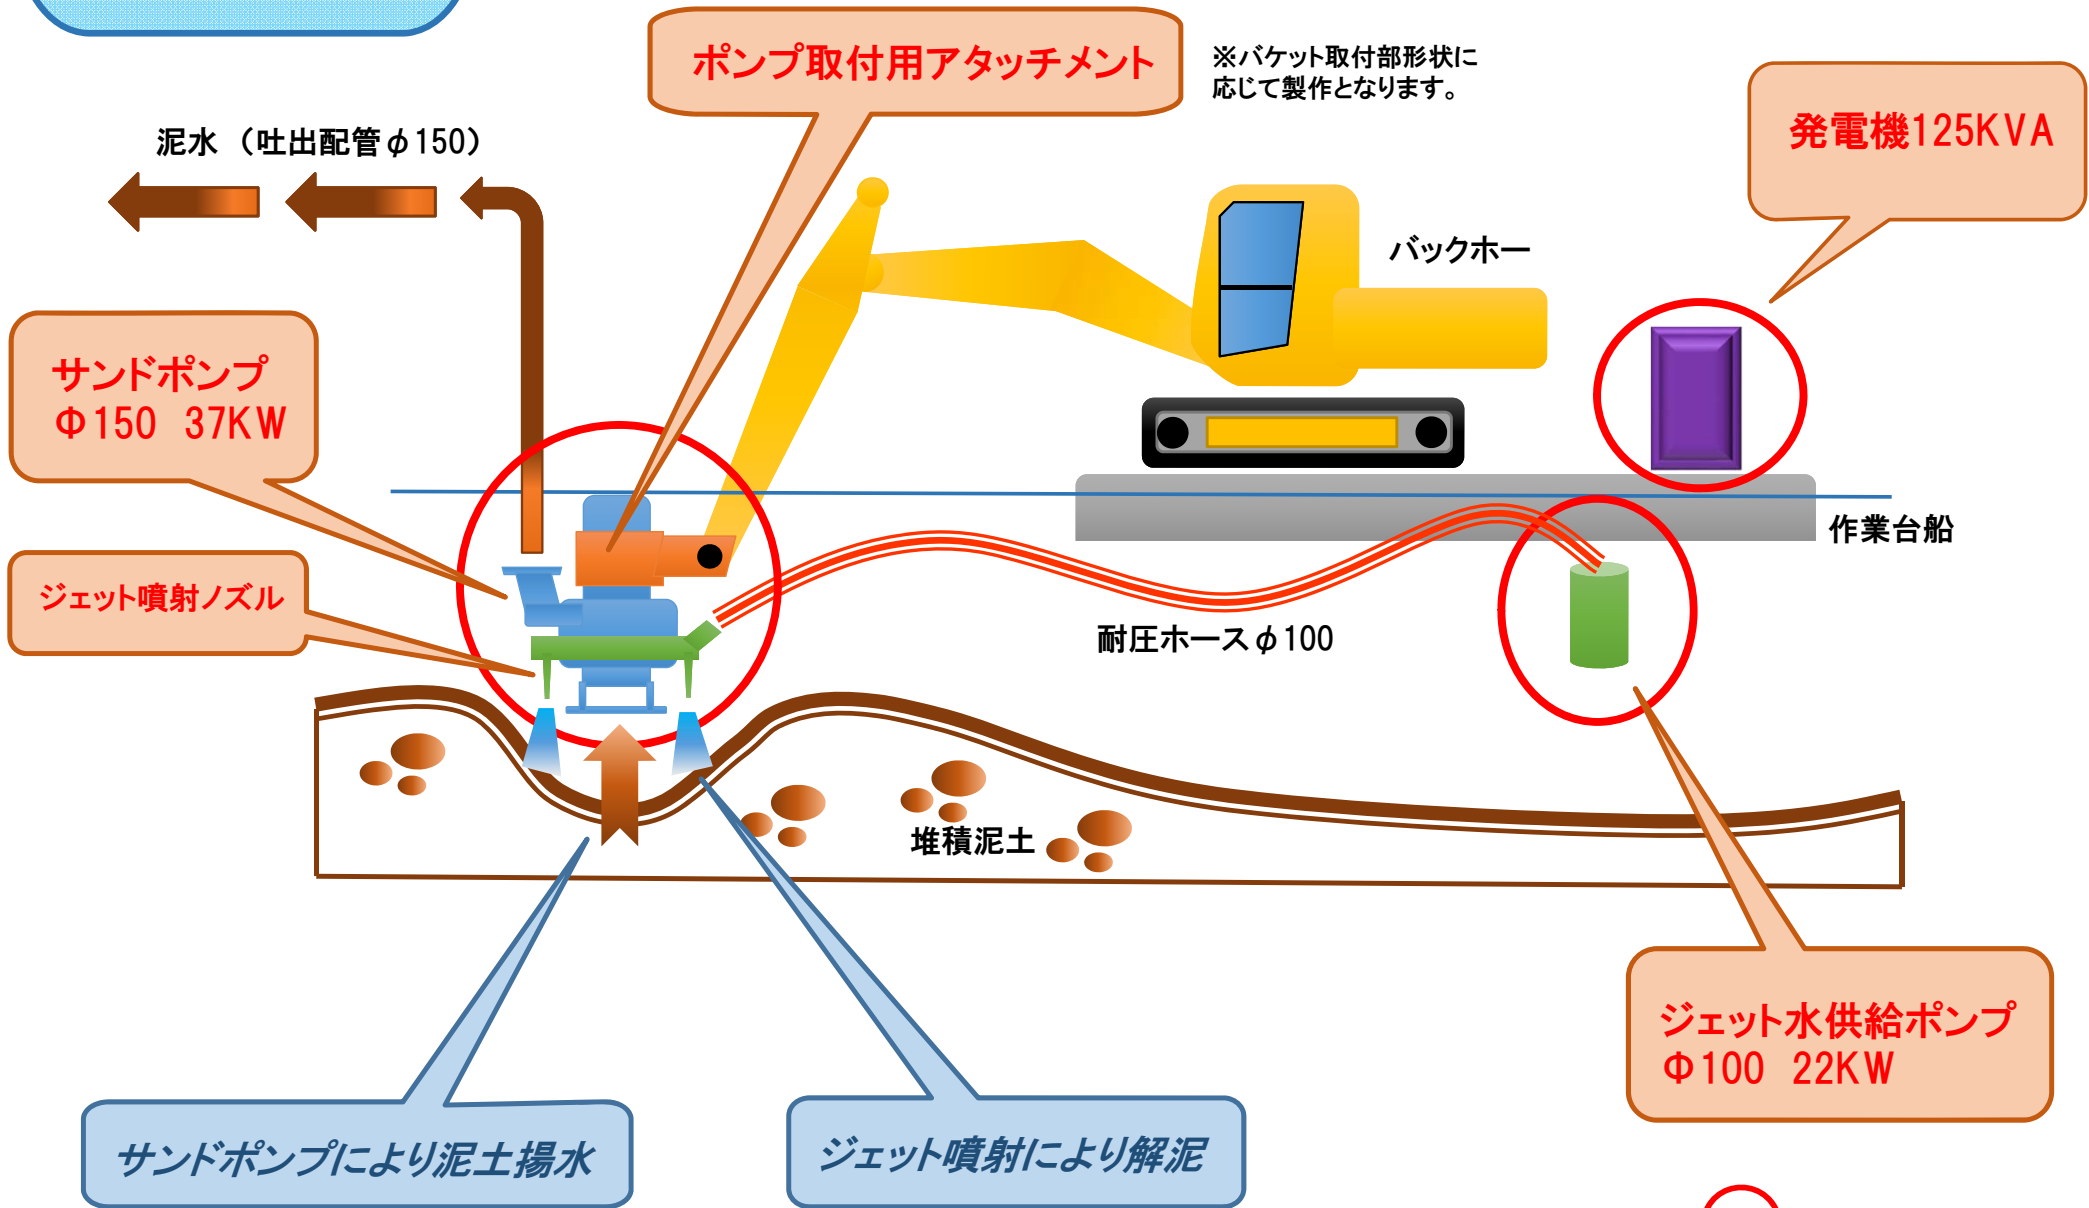 ポンプ取付用アタッチメント
※バケット取付部形状に
応じて製作となります。
発電機125KVA
泥水 （吐出配管φ150）
バックホー
サンドポンプ
Φ150 37KW
作業台船
ジェット噴射ノズル
耐圧ホースφ100
堆積泥土
ジェット水供給ポンプ
Φ100 22KW
サンドポンプにより泥土揚水
ジェット噴射により解泥